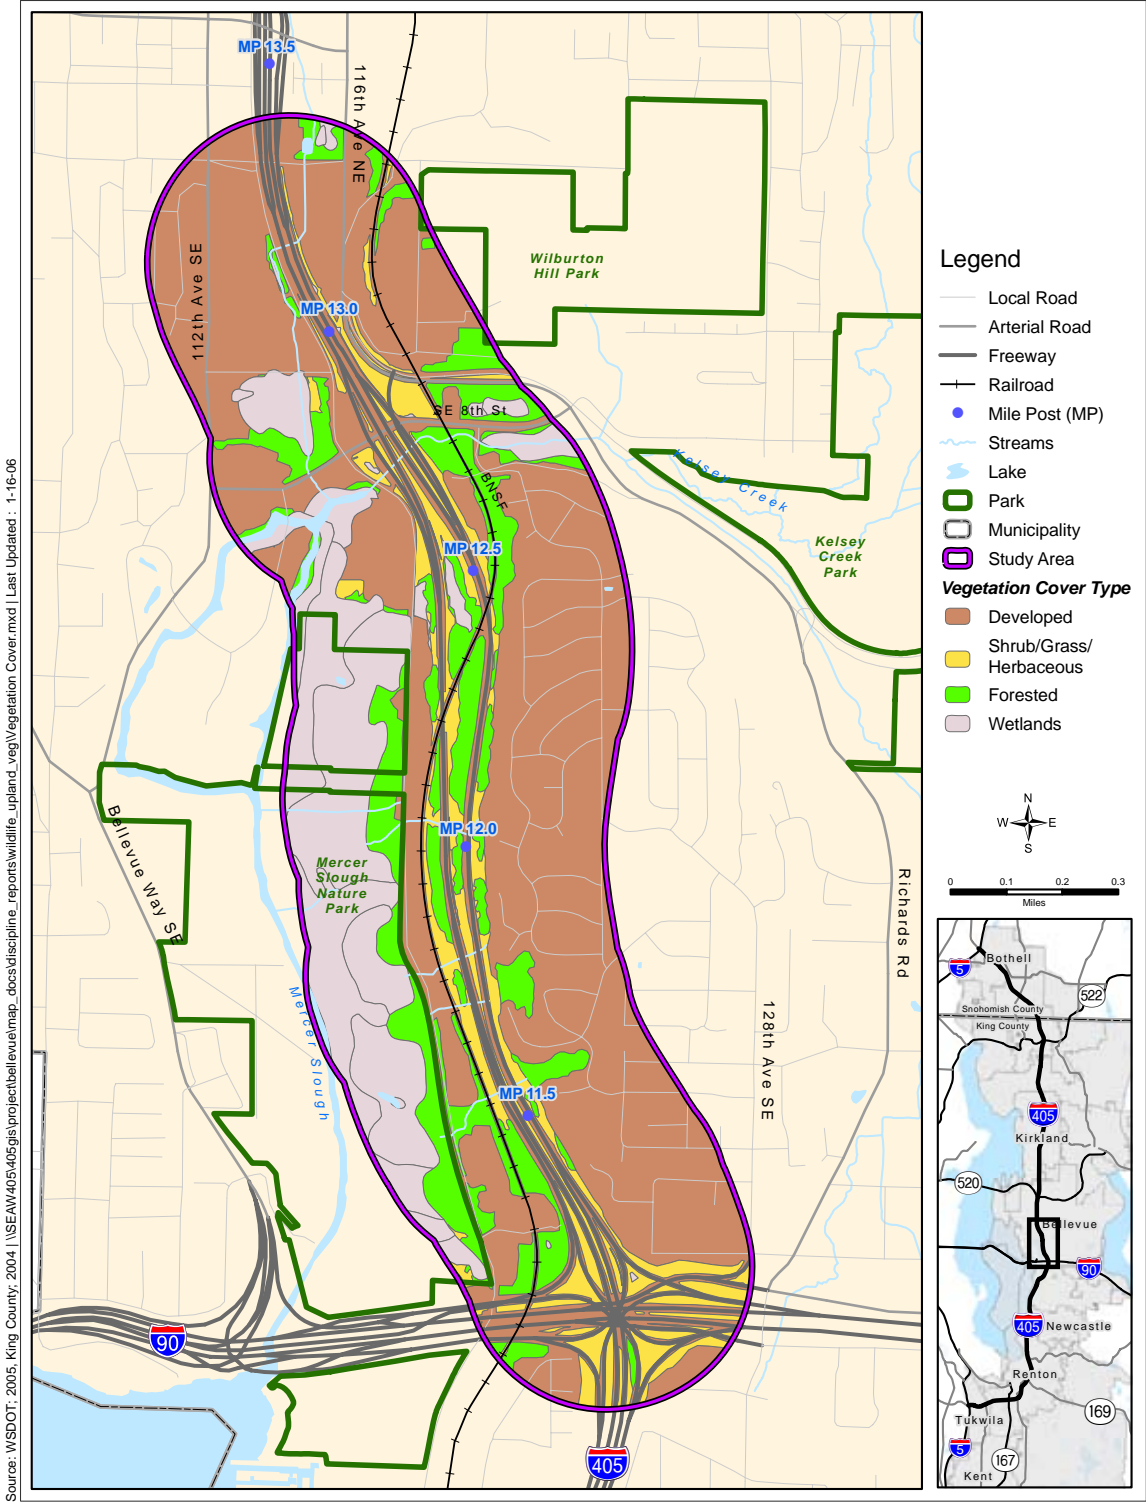 MP 13.5
116th Ave NE
Wilburton
Hill Park
112th Ave SE
MP 13.0
SE 8th St
Kelsey Creek
BNSF
Kelsey
Creek
Park
MP 12.5
Bellevue Way SE
MP 12.0
Mercer
Slough
Nature
Park
Richards Rd
Mercer Slough
128th Ave SE
MP 11.5
90
405
Legend
Local Road
Arterial Road
Freeway
Railroad
Mile Post (MP)
Streams
Lake
Park
Municipality
Study Area
Vegetation Cover Type
Developed
Shrub/Grass/
Herbaceous
Forested
Wetlands
N
W E
S
0 0.1 0.2 0.3
Miles
Bothell
5
522
Snohomish County
King County
405
Kirkland
520
Bellevue
90
405
Newcastle
Renton
169
Tukwila
5
167
Kent
Source: WSDOT; 2005, King County; 2004 | \\SEAW405\405gis\project\bellevue\map_docs\discipline_reports\wildlife_upland_veg\Vegetation Cover.mxd | Last Updated : 1-16-06